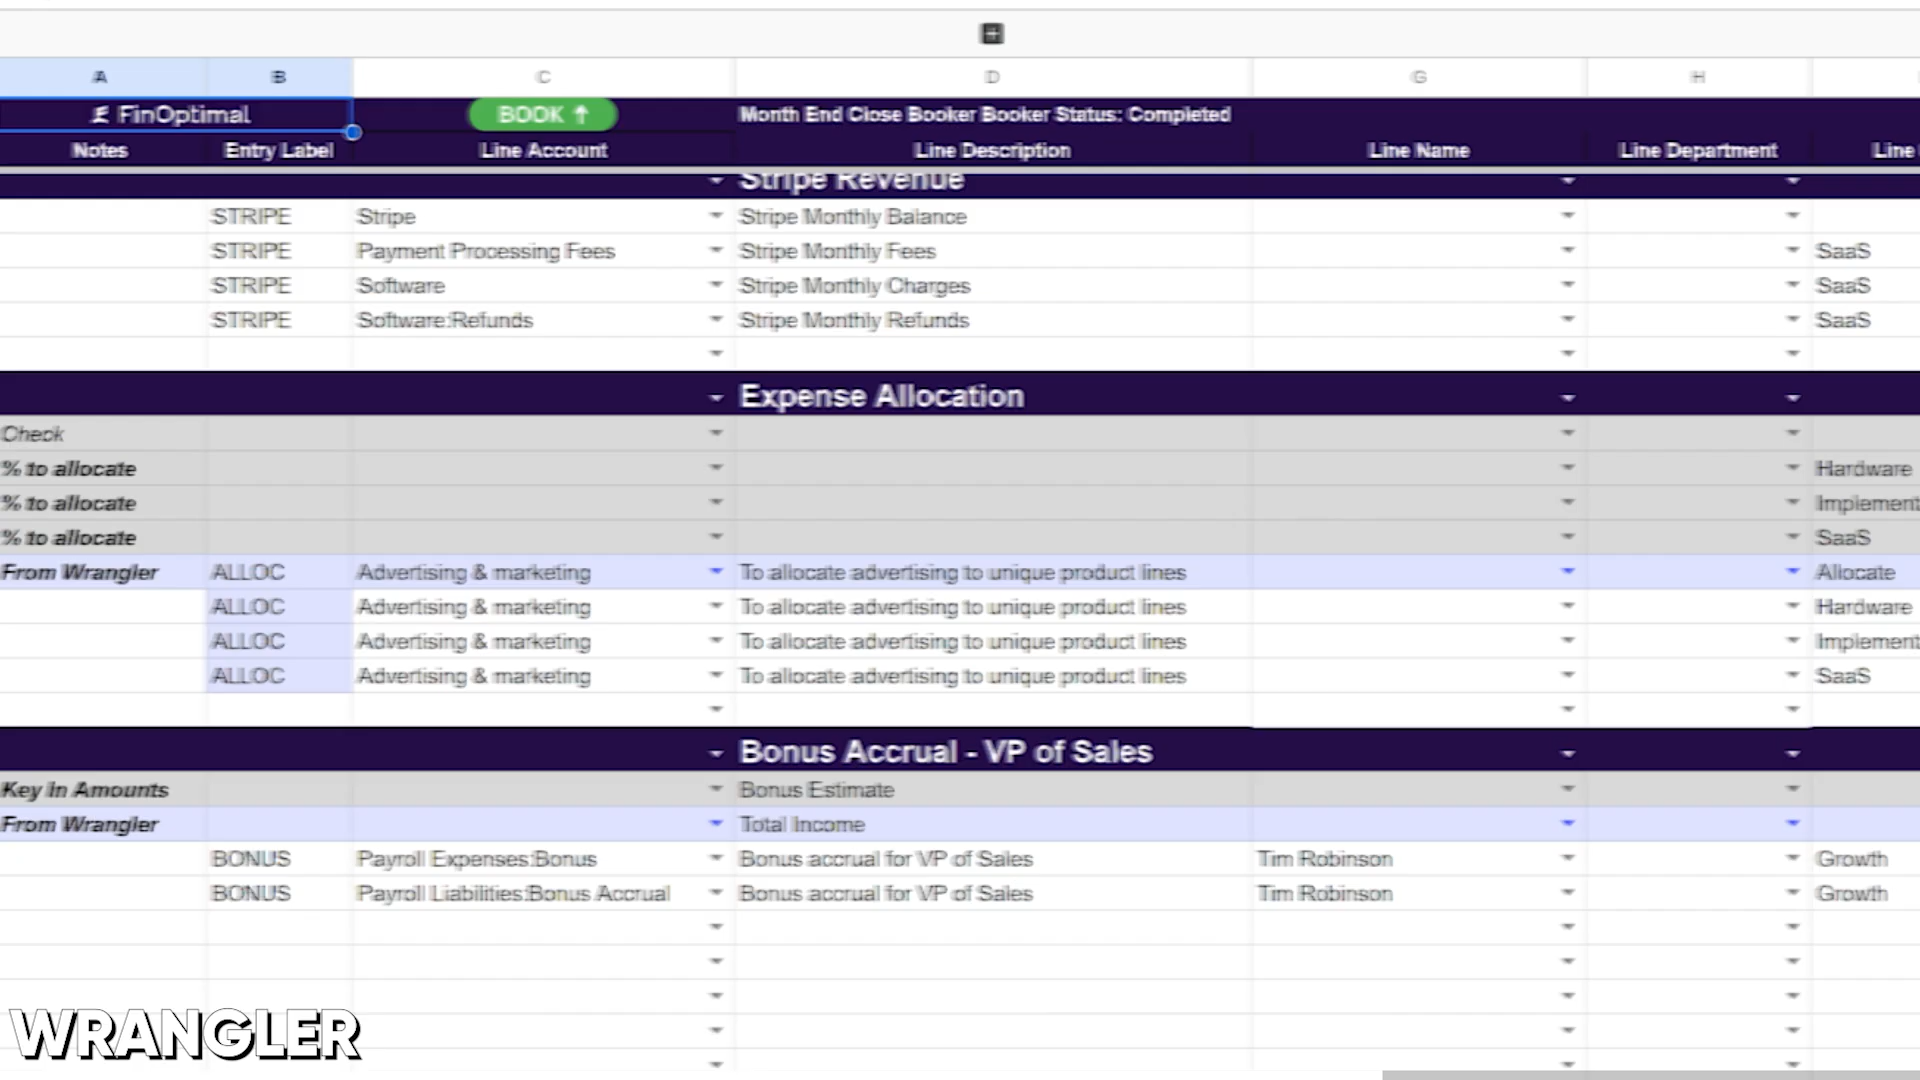 A B C D G H
FinOptimal BOOK ↑ Month End Close Booker Booker Status: Completed
Notes Entry Label Line Account Line Description Line Name Line Department Line
Stripe Revenue
STRIPE Stripe Stripe Monthly Balance
STRIPE Payment Processing Fees Stripe Monthly Fees SaaS
STRIPE Software Stripe Monthly Charges SaaS
STRIPE Software:Refunds Stripe Monthly Refunds SaaS
Expense Allocation
Check
% to allocate Hardware
% to allocate Implement
% to allocate SaaS
From Wrangler ALLOC Advertising & marketing To allocate advertising to unique product lines Allocate
ALLOC Advertising & marketing To allocate advertising to unique product lines Hardware
ALLOC Advertising & marketing To allocate advertising to unique product lines Implement
ALLOC Advertising & marketing To allocate advertising to unique product lines SaaS
Bonus Accrual - VP of Sales
Key In Amounts Bonus Estimate
From Wrangler Total Income
BONUS Payroll Expenses:Bonus Bonus accrual for VP of Sales Tim Robinson Growth
BONUS Payroll Liabilities:Bonus Accrual Bonus accrual for VP of Sales Tim Robinson Growth
WRANGLER